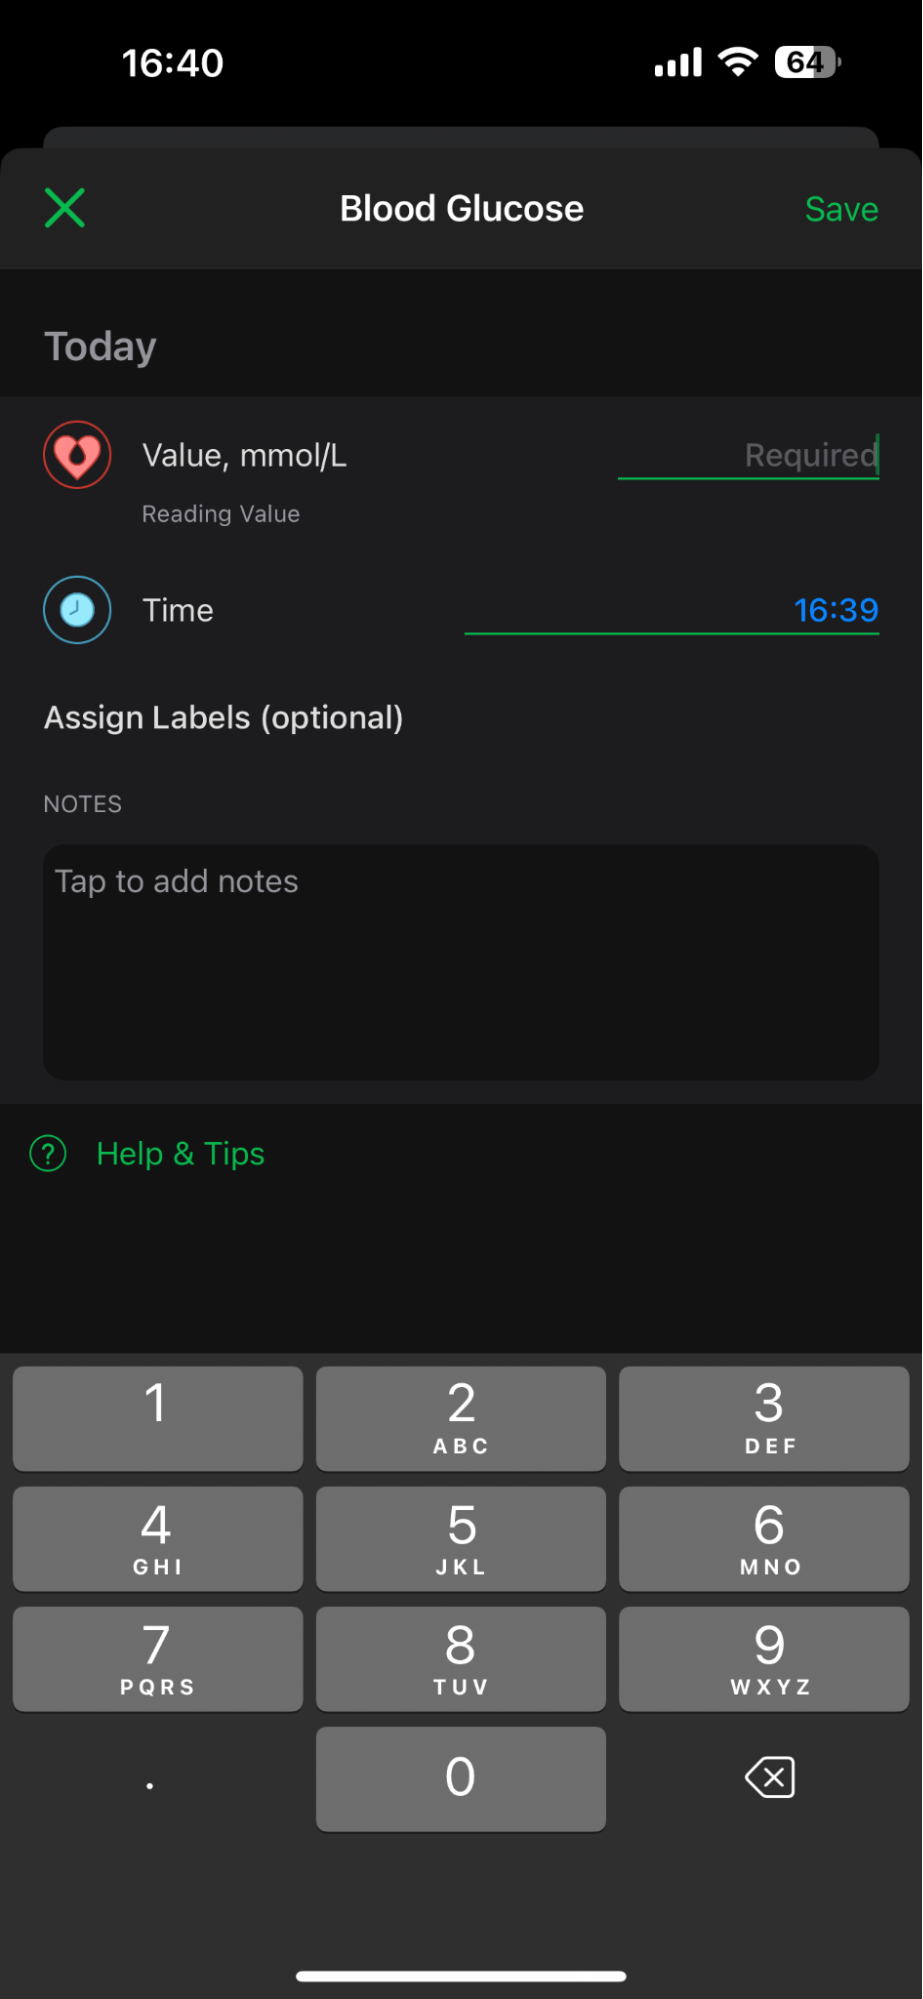 16:40
64
Blood Glucose
Save
Today
Value, mmol/L
Required
Reading Value
Time
16:39
Assign Labels (optional)
NOTES
Tap to add notes
? Help & Tips
1
2
ABC
3
DEF
4
GHI
5
JKL
6
MNO
7
PQRS
8
TUV
9
WXYZ
.
0